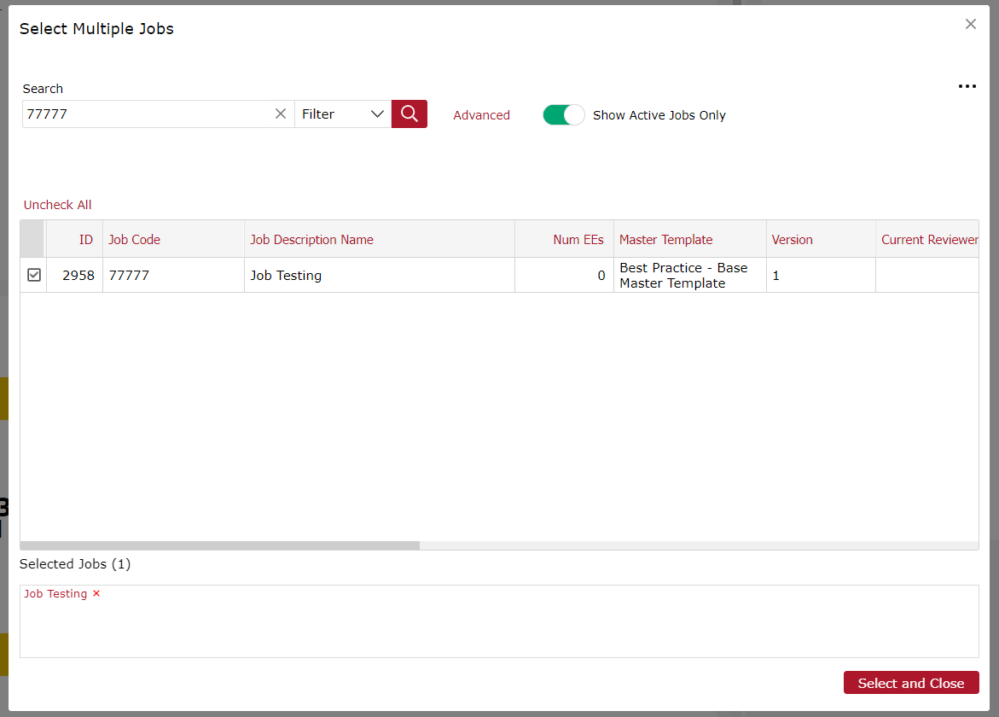 Select Multiple Jobs
Search
77777
Filter
Advanced
Show Active Jobs Only
Uncheck All
ID
Job Code
Job Description Name
Num EEs
Master Template
Version
Current Reviewer
2958
77777
Job Testing
0
Best Practice - Base
Master Template
1
3
Selected Jobs (1)
Job Testing ×
Select and Close